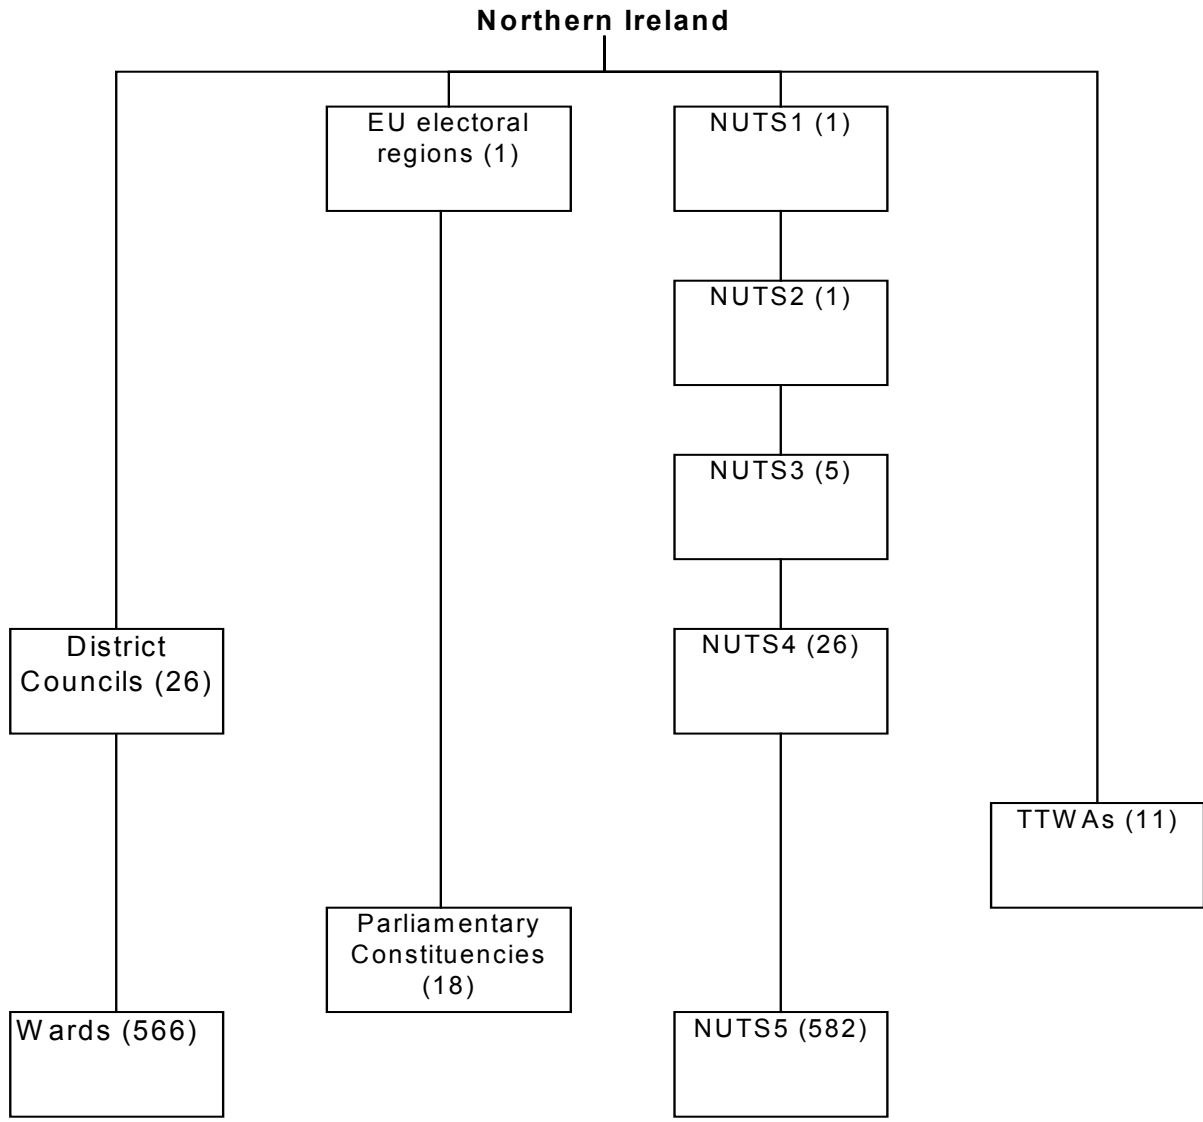 Northern Ireland
EU electoral
regions (1)
NUTS1 (1)
NUTS2 (1)
NUTS3 (5)
District
Councils (26)
NUTS4 (26)
TTWAs (11)
Parliamentary
Constituencies
(18)
Wards (566)
NUTS5 (582)